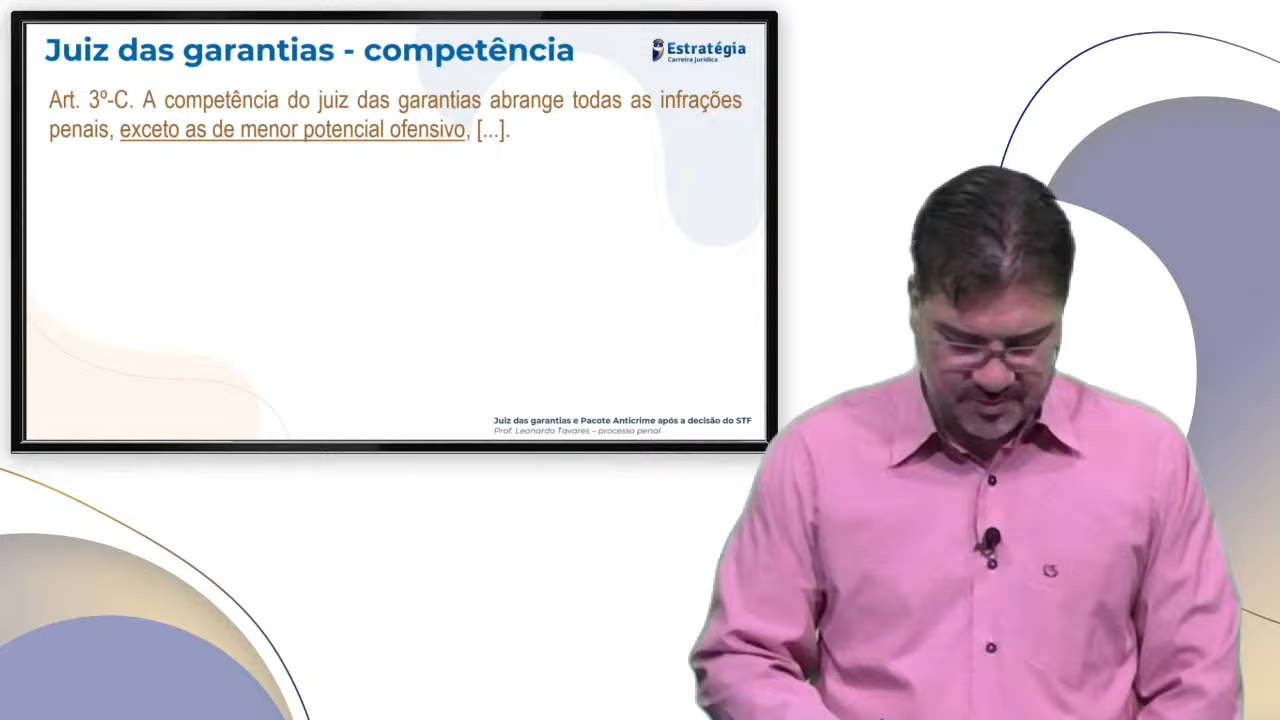 Juiz das garantias - competência
Estratégia
Carreira Jurídica
Art. 3º-C. A competência do juiz das garantias abrange todas as infrações
penais, exceto as de menor potencial ofensivo, [...].
Juiz das garantias e Pacote Anticrime após a decisão do STF
Prof. Leonardo Tavares – processo penal